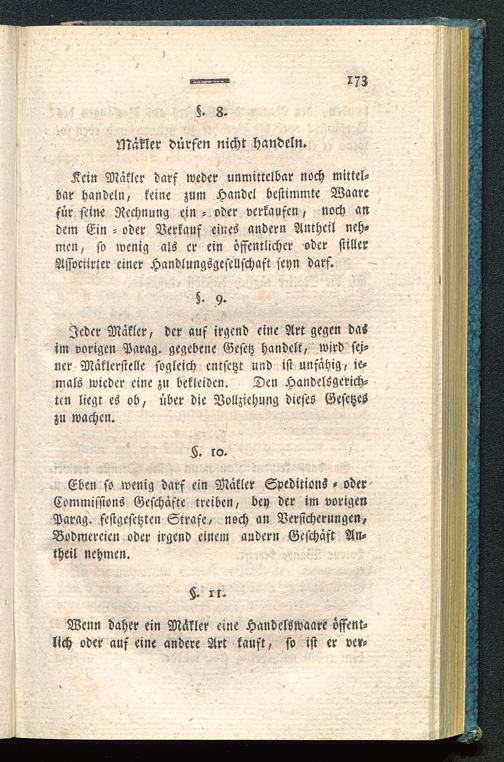 173
§. 8.
Mäkler dürfen nicht handeln.
Kein Mäkler darf weder unmittelbar noch mittel-
bar handeln, keine zum Handel bestimmte Waare
für seine Rechnung ein- oder verkaufen, noch an
dem Ein- oder Verkauf eines andern Antheil neh-
men, so wenig als er ein öffentlicher oder stiller
Associirter einer Handlungsgesellschaft seyn darf.
§. 9.
Jeder Mäkler, der auf irgend eine Art gegen das
im vorigen Parag. gegebene Gesetz handelt, wird sei-
ner Mäklerstelle sogleich entsetzt und ist unfähig, je-
mals wieder eine zu bekleiden. Den Handelsgerich-
ten liegt es ob, über die Vollziehung dieses Gesetzes
zu wachen.
§. 10.
Eben so wenig darf ein Mäkler Speditions- oder
Commissions Geschäfte treiben, bey der im vorigen
Parag. festgesetzten Strafe, noch an Versicherungen,
Bodmereien oder irgend einem andern Geschäft An-
theil nehmen.
§. 11.
Wenn daher ein Mäkler eine Handelswaare öffent-
lich oder auf eine andere Art kauft, so ist er ver-